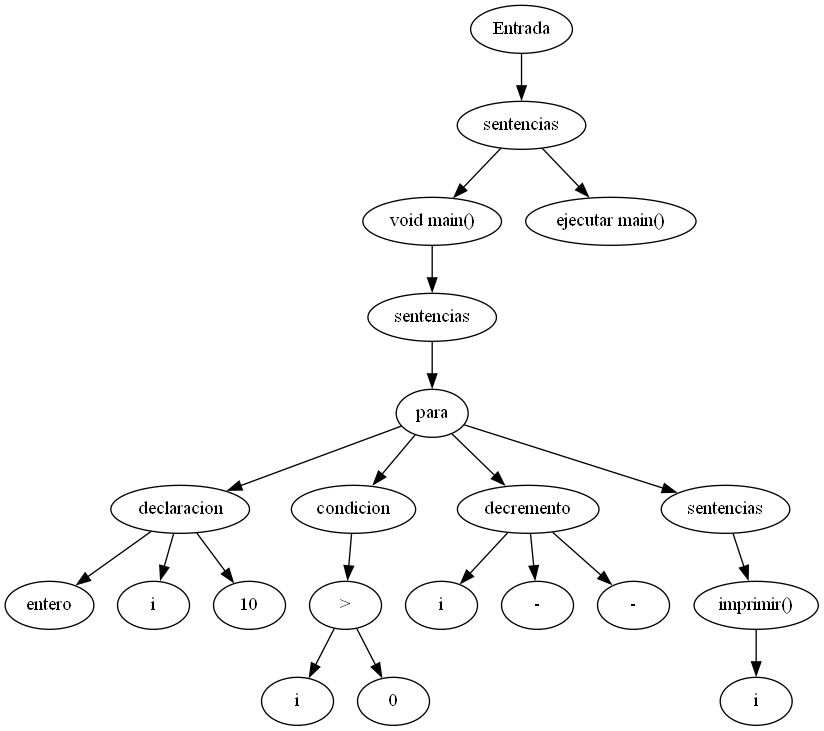 Entrada
sentencias
void main()
ejecutar main()
sentencias
para
declaracion
condicion
decremento
sentencias
entero
i
10
>
i
-
-
imprimir()
i
0
i